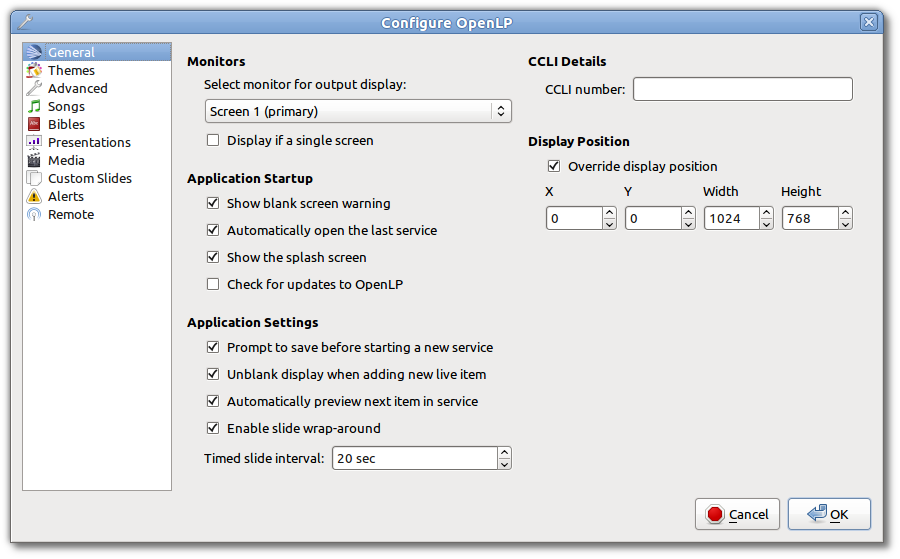 Configure OpenLP
General
Themes
Advanced
Songs
Bibles
Presentations
Media
Custom Slides
Alerts
Remote
Monitors
Select monitor for output display:
Screen 1 (primary)
Display if a single screen
Application Startup
Show blank screen warning
Automatically open the last service
Show the splash screen
Check for updates to OpenLP
Application Settings
Prompt to save before starting a new service
Unblank display when adding new live item
Automatically preview next item in service
Enable slide wrap-around
Timed slide interval: 20 sec
CCLI Details
CCLI number:
Display Position
Override display position
X Y Width Height
0 0 1024 768
Cancel OK